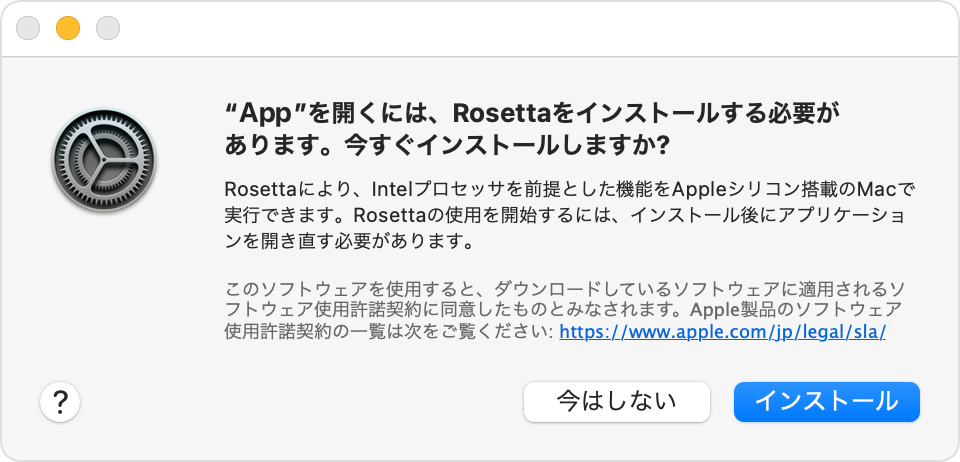 “App”を開くには、Rosettaをインストールする必要が
あります。今すぐインストールしますか?
Rosettaにより、Intelプロセッサを前提とした機能をAppleシリコン搭載のMacで
実行できます。Rosettaの使用を開始するには、インストール後にアプリケーショ
ンを開き直す必要があります。
このソフトウェアを使用すると、ダウンロードしているソフトウェアに適用されるソ
フトウェア使用許諾契約に同意したものとみなされます。Apple製品のソフトウェア
使用許諾契約の一覧は次をご覧ください: https://www.apple.com/jp/legal/sla/
? 今はしない インストール